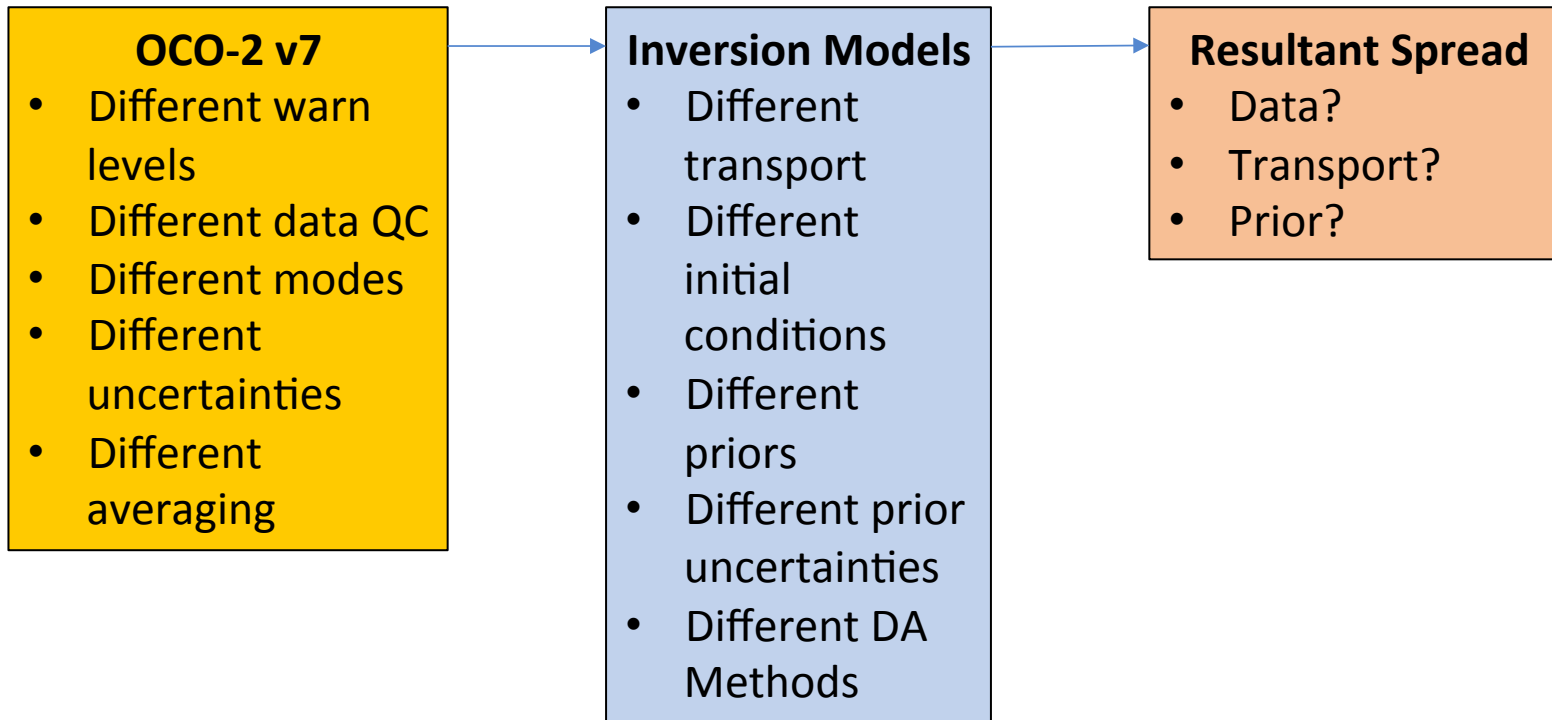 OCO-2 v7
• Different warn
levels
• Different data QC
• Different modes
• Different
uncertainties
• Different
averaging
Inversion Models
• Different
transport
• Different
initial
conditions
• Different
priors
• Different prior
uncertainties
• Different DA
Methods
Resultant Spread
• Data?
• Transport?
• Prior?